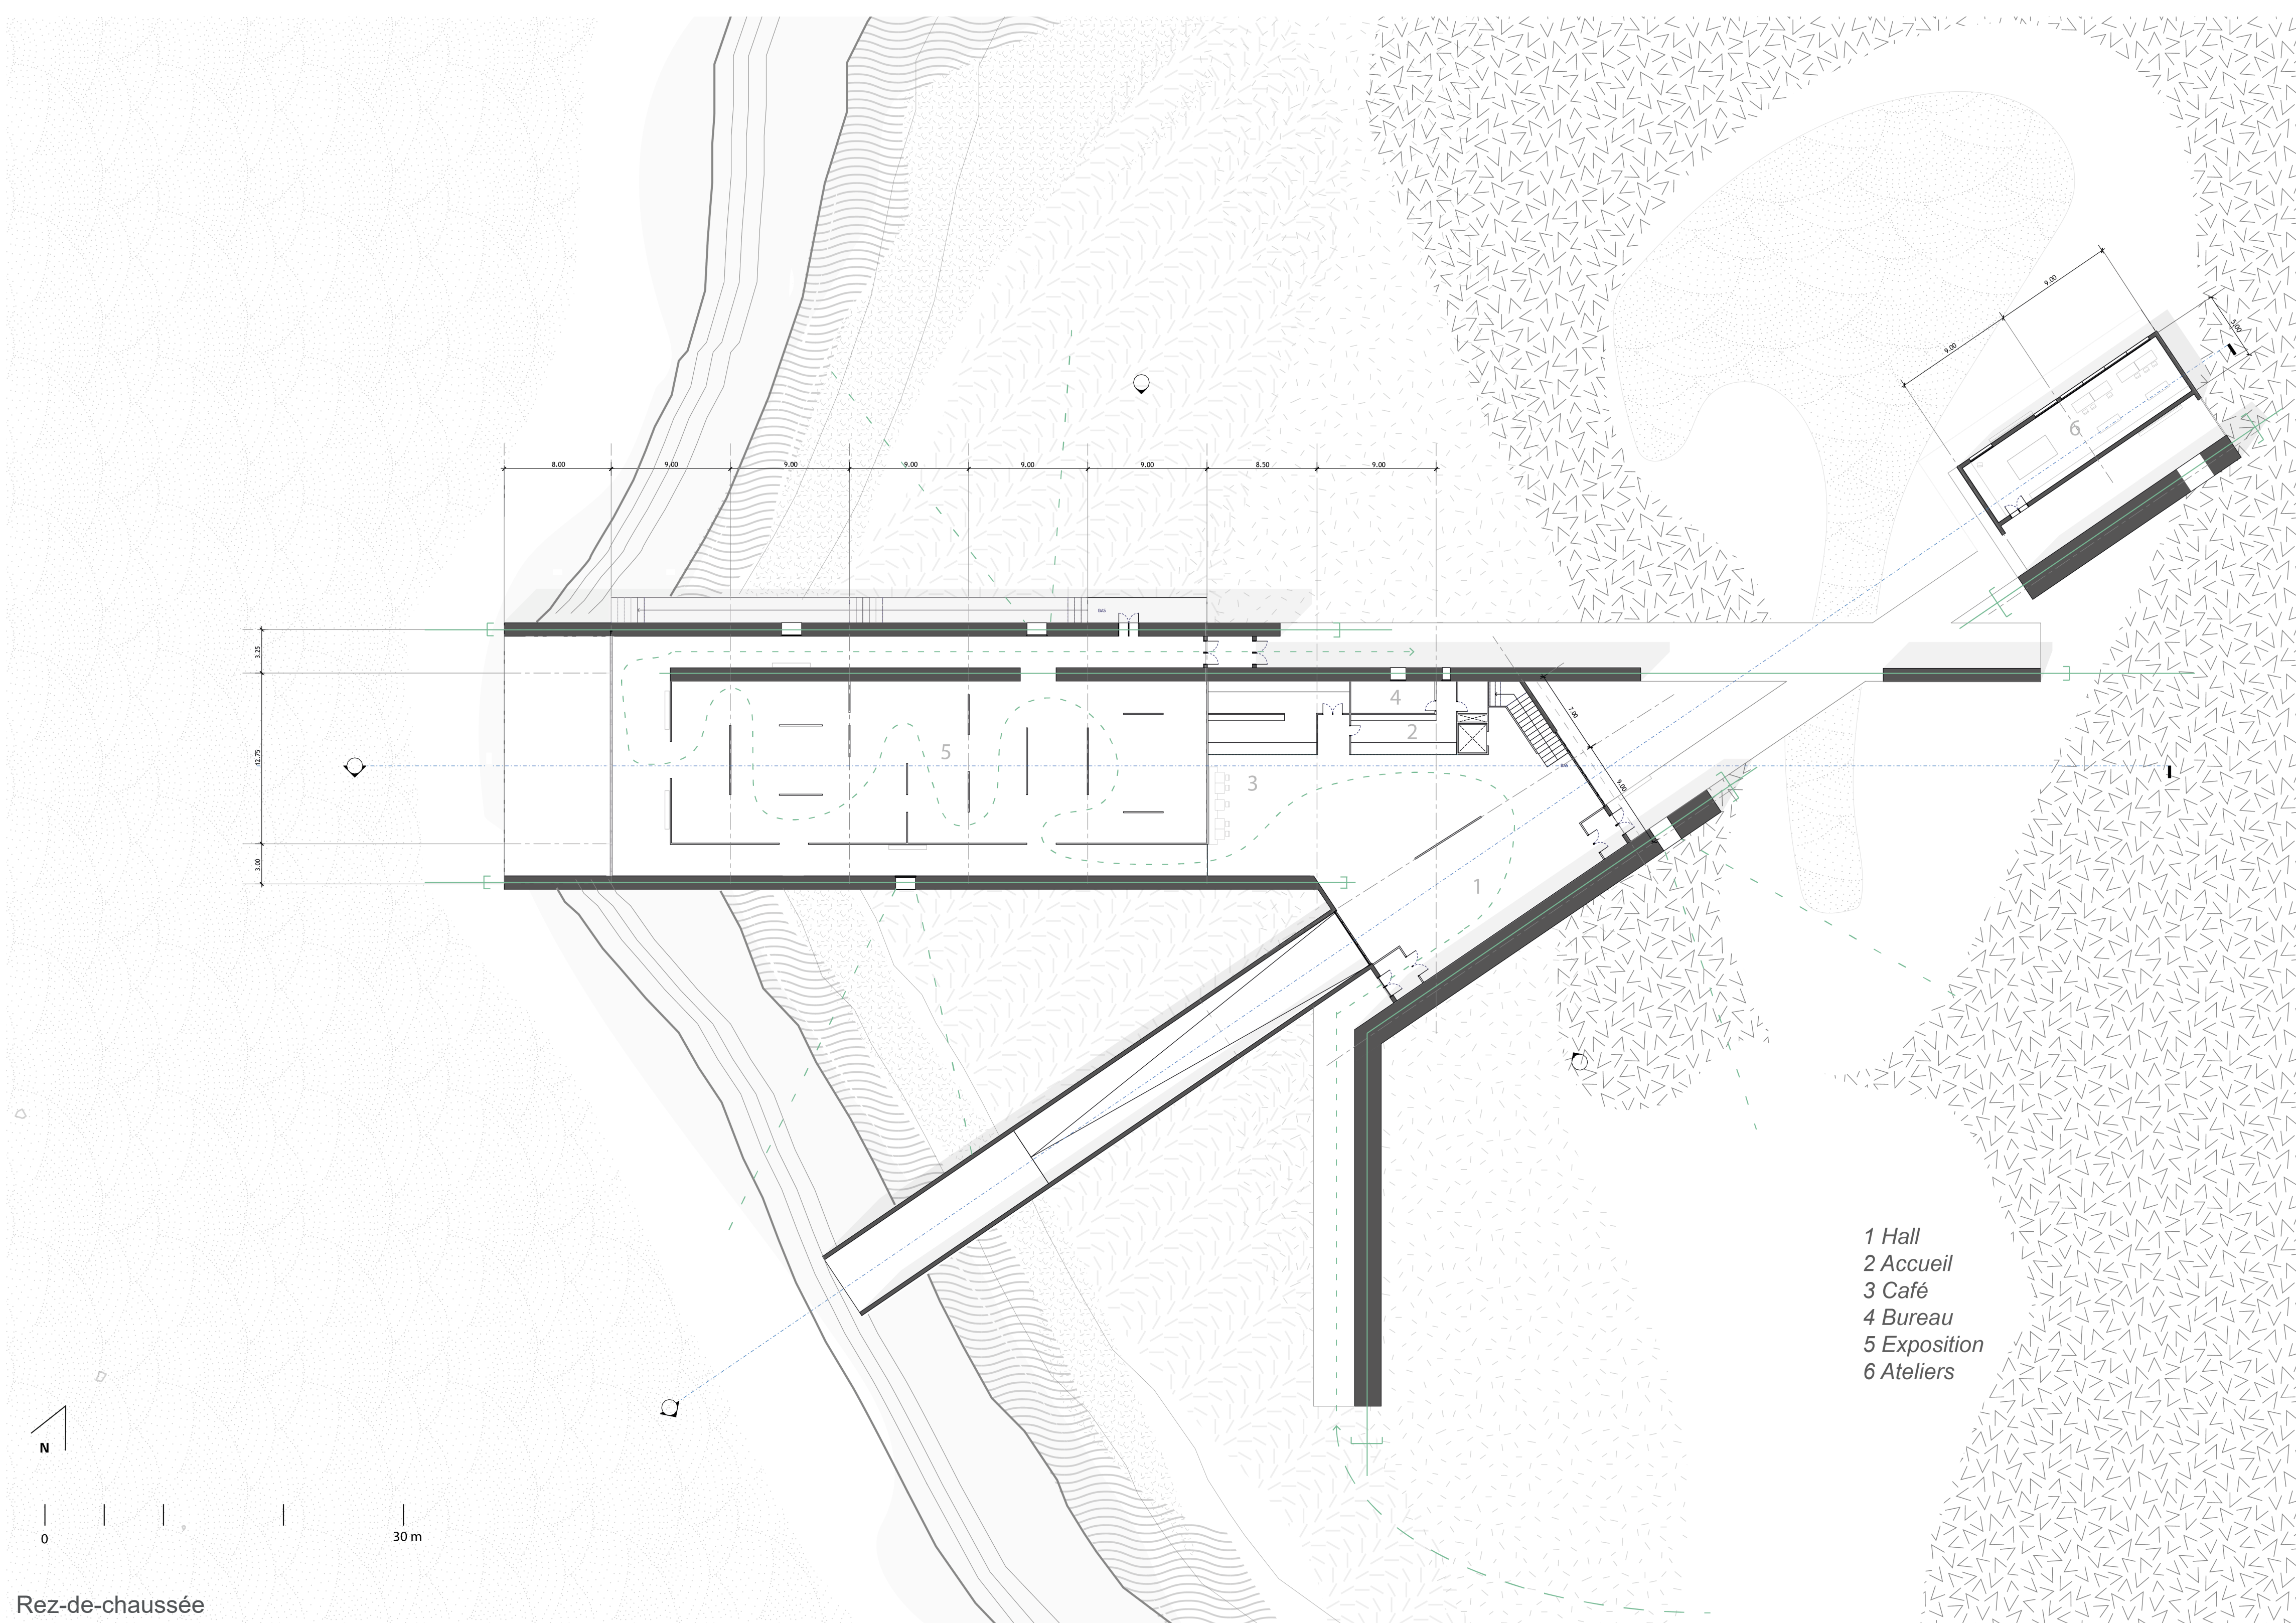 9.00
9.00
5.00
8.00
9.00
9.00
9.00
9.00
9.00
8.50
9.00
6
BAS
3.25
12.75
3.00
4
2
5
3
7.00
BAS
9.00
1
1 Hall
2 Accueil
3 Café
4 Bureau
5 Exposition
6 Ateliers
N
0
30 m
Rez-de-chaussée